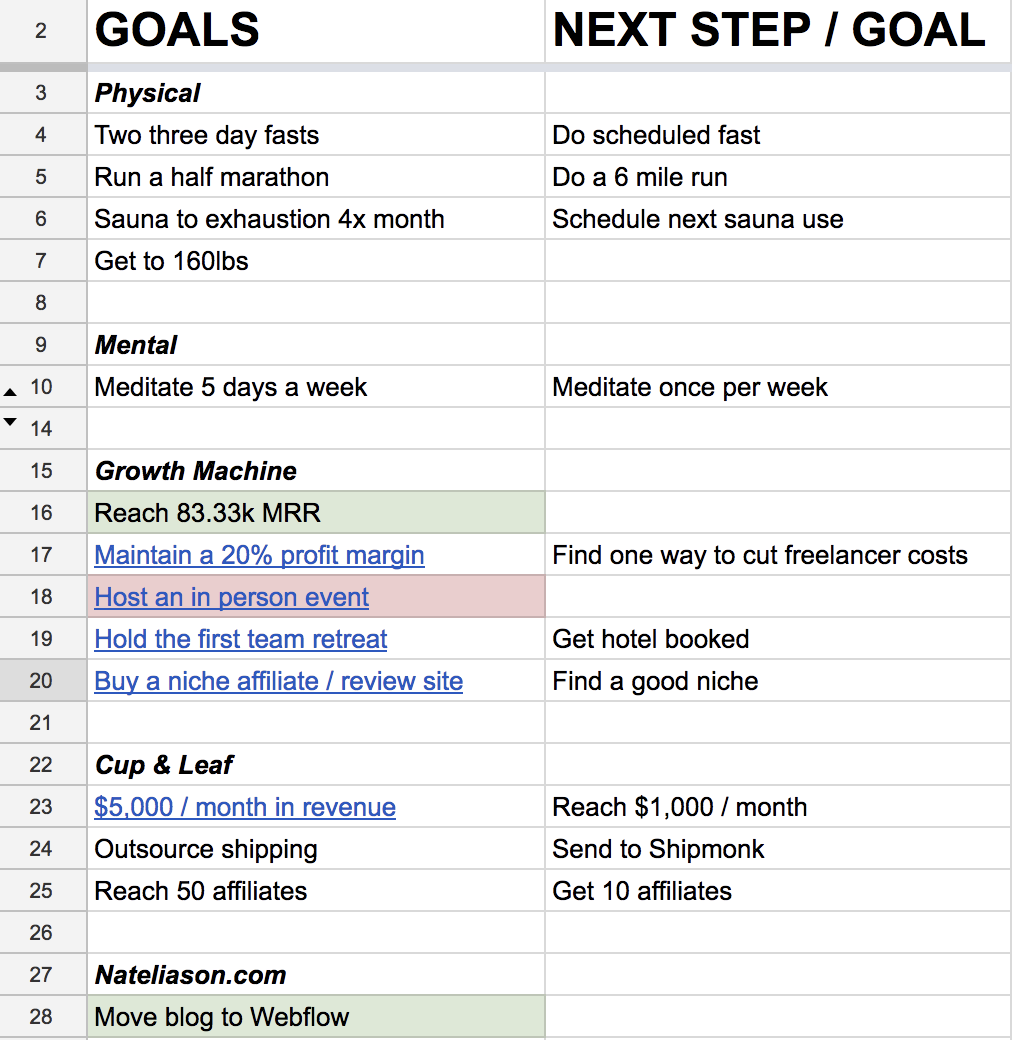 2 GOALS NEXT STEP / GOAL
3 Physical
4 Two three day fasts Do scheduled fast
5 Run a half marathon Do a 6 mile run
6 Sauna to exhaustion 4x month Schedule next sauna use
7 Get to 160lbs
8
9 Mental
10 Meditate 5 days a week Meditate once per week
14
15 Growth Machine
16 Reach 83.33k MRR
17 Maintain a 20% profit margin Find one way to cut freelancer costs
18 Host an in person event
19 Hold the first team retreat Get hotel booked
20 Buy a niche affiliate / review site Find a good niche
21
22 Cup & Leaf
23 $5,000 / month in revenue Reach $1,000 / month
24 Outsource shipping Send to Shipmonk
25 Reach 50 affiliates Get 10 affiliates
26
27 Nateliason.com
28 Move blog to Webflow